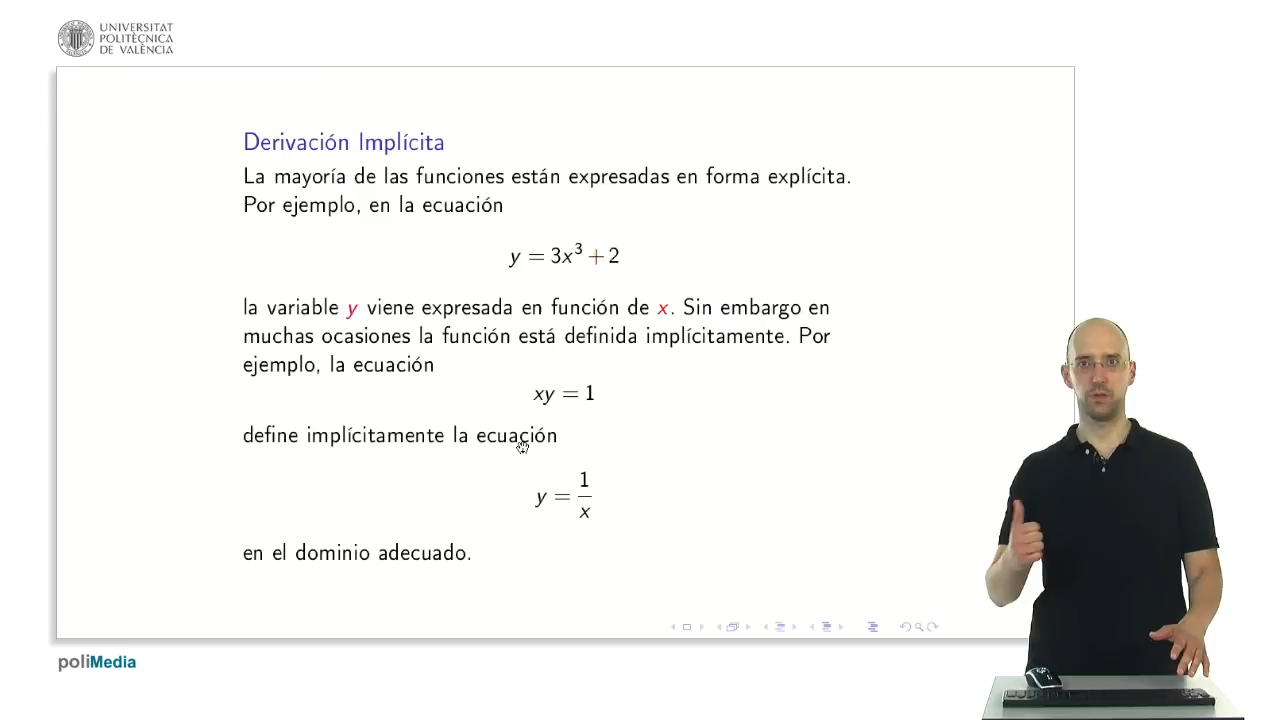 UNIVERSITAT
POLITÈCNICA
DE VALÈNCIA
Derivación Implícita
La mayoría de las funciones están expresadas en forma explícita.
Por ejemplo, en la ecuación
y = 3x³ + 2
la variable y viene expresada en función de x. Sin embargo en
muchas ocasiones la función está definida implícitamente. Por
ejemplo, la ecuación
xy = 1
define implícitamente la ecuación
y = 1/x
en el dominio adecuado.
poliMedia